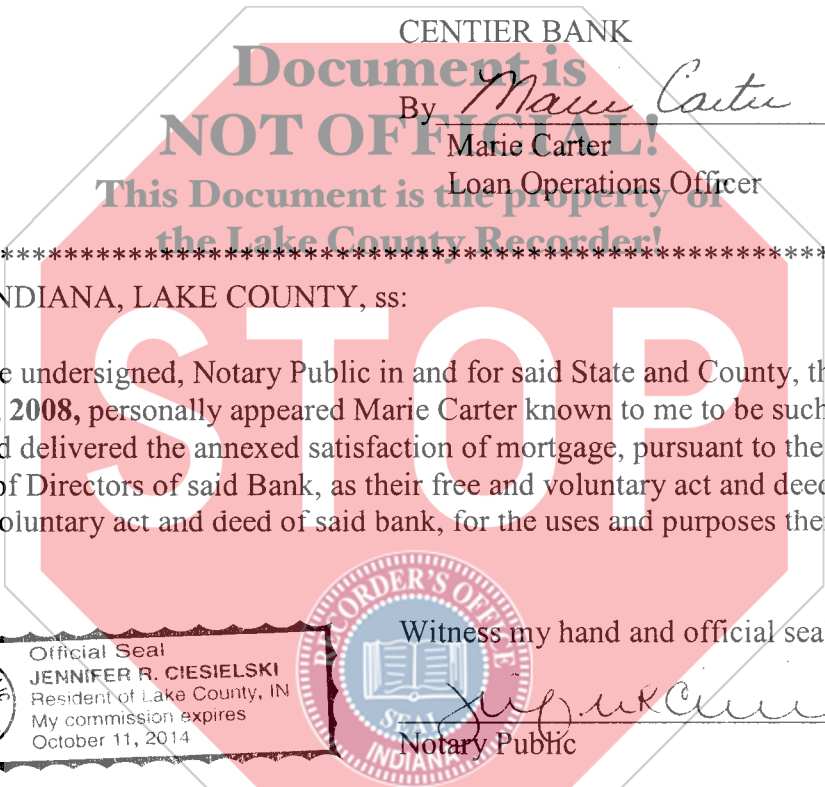 CENTIER BANK
Document is
NOT OFFICIAL!
By Marie Carter
Marie Carter
Loan Operations Officer
This Document is the property of
the Lake County Recorder!
****************************************************************
NDIANA, LAKE COUNTY, ss:
STOP
e undersigned, Notary Public in and for said State and County, th
2008, personally appeared Marie Carter known to me to be such
d delivered the annexed satisfaction of mortgage, pursuant to the
of Directors of said Bank, as their free and voluntary act and deed
oluntary act and deed of said bank, for the uses and purposes the
RECORDER'S OFFICE
SEAL
INDIANA
Witness my hand and official sea
Official Seal
JENNIFER R. CIESIELSKI
Resident of Lake County, IN
My commission expires
October 11, 2014
Notary Public